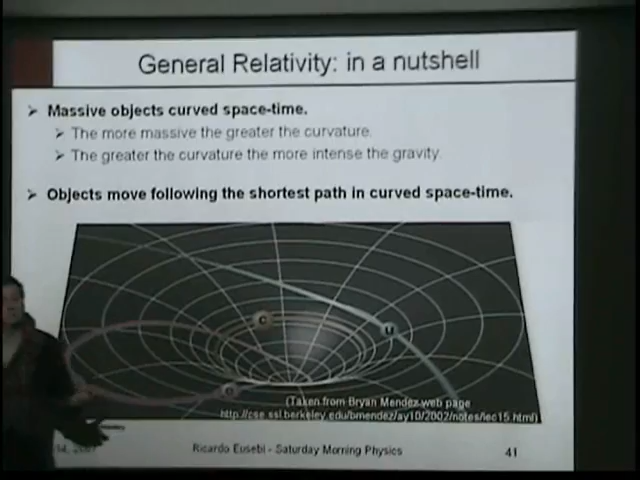 General Relativity: in a nutshell
➢ Massive objects curved space-time.
➢ The more massive the greater the curvature.
➢ The greater the curvature the more intense the gravity.
➢ Objects move following the shortest path in curved space-time.
C
U
O
(Taken from Bryan Mendez web page
http://cse.ssl.berkeley.edu/bmendez/ay10/2002/notes/lec15.html)
Ricardo Eusebi - Saturday Morning Physics
41